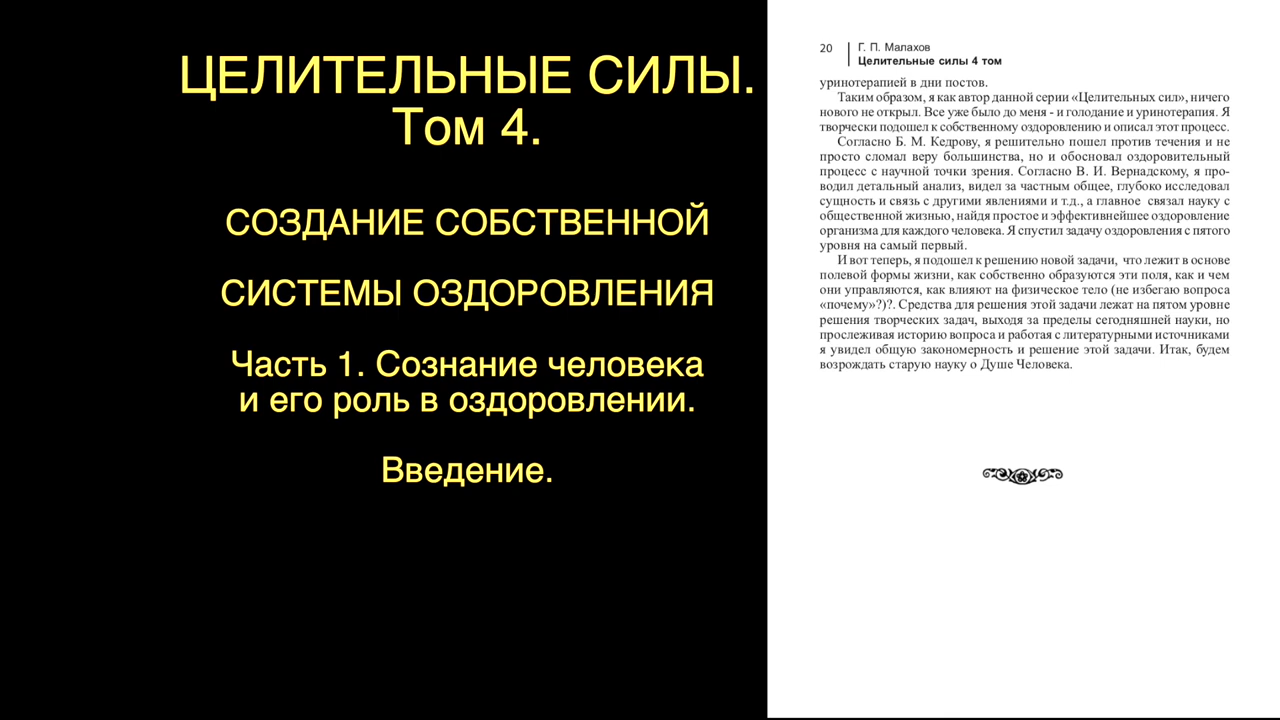 ЦЕЛИТЕЛЬНЫЕ СИЛЫ.
Том 4.
СОЗДАНИЕ СОБСТВЕННОЙ
СИСТЕМЫ ОЗДОРОВЛЕНИЯ
Часть 1. Сознание человека
и его роль в оздоровлении.
Введение.
20
Г. П. Малахов
Целительные силы 4 том
уринотерапией в дни постов.
Таким образом, я как автор данной серии «Целительных сил», ничего
нового не открыл. Все уже было до меня - и голодание и уринотерапия. Я
творчески подошел к собственному оздоровлению и описал этот процесс.
Согласно Б. М. Кедрову, я решительно пошел против течения и не
просто сломал веру большинства, но и обосновал оздоровительный
процесс с научной точки зрения. Согласно В. И. Вернадскому, я про-
водил детальный анализ, видел за частным общее, глубоко исследовал
сущность и связь с другими явлениями и т.д., а главное связал науку с
общественной жизнью, найдя простое и эффективнейшее оздоровление
организма для каждого человека. Я спустил задачу оздоровления с пятого
уровня на самый первый.
И вот теперь, я подошел к решению новой задачи, что лежит в основе
полевой формы жизни, как собственно образуются эти поля, как и чем
они управляются, как влияют на физическое тело (не избегаю вопроса
«почему»?)?. Средства для решения этой задачи лежат на пятом уровне
решения творческих задач, выходя за пределы сегодняшней науки, но
прослеживая историю вопроса и работая с литературными источниками
я увидел общую закономерность и решение этой задачи. Итак, будем
возрождать старую науку о Душе Человека.